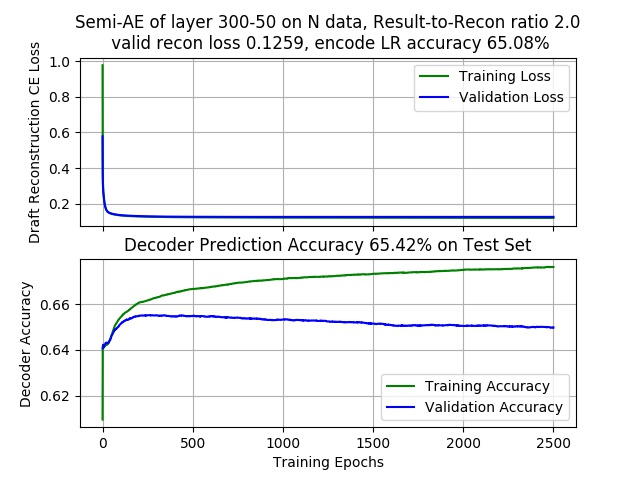 Semi-AE of layer 300-50 on N data, Result-to-Recon ratio 2.0
valid recon loss 0.1259, encode LR accuracy 65.08%
Draft Reconstruction CE Loss
1.0
0.8
0.6
0.4
0.2
Training Loss
Validation Loss
Decoder Prediction Accuracy 65.42% on Test Set
Decoder Accuracy
0.66
0.64
0.62
Training Accuracy
Validation Accuracy
0
500
1000
1500
2000
2500
Training Epochs